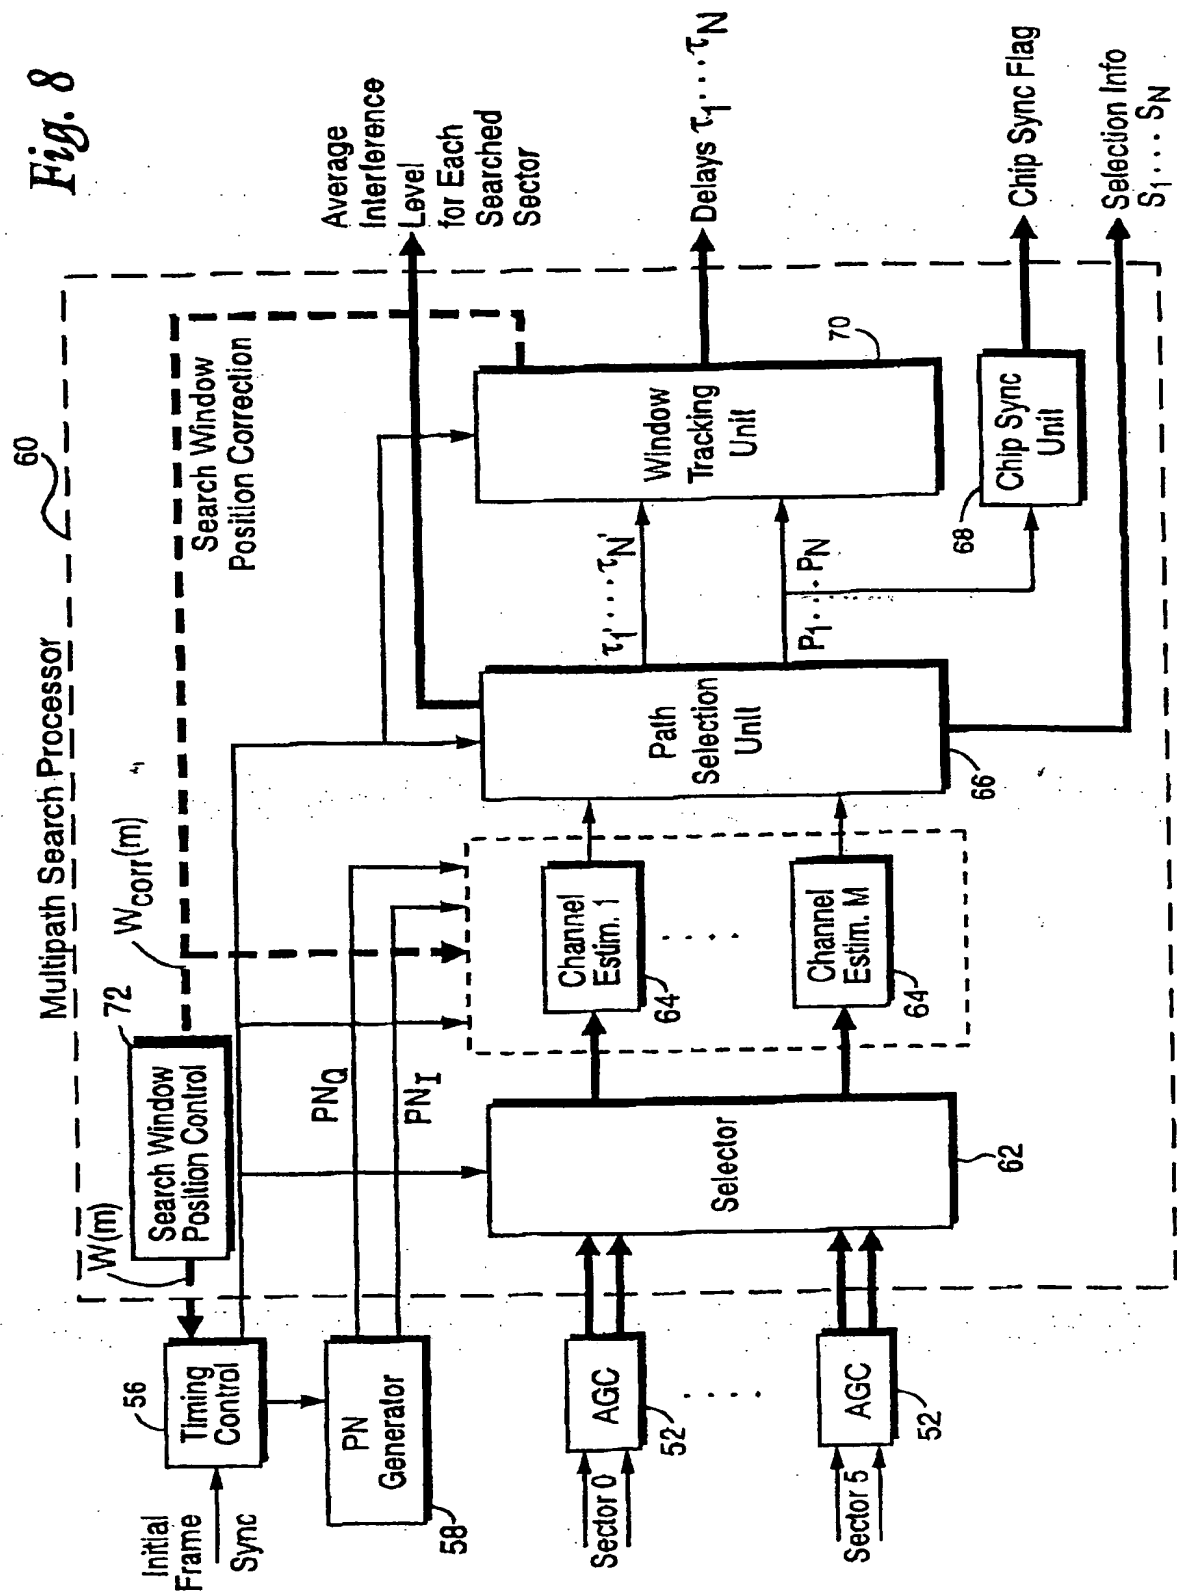 Fig. 8
Multipath Search Processor
60
72
Search Window
Position Control
W(m)
Wcorr(m)
Search Window
Position Correction
Average
Interference
Level
for Each
Searched
Sector
Initial
Frame
Sync
56
Timing
Control
PN
Generator
58
PNQ
PNI
Sector 0
AGC
52
. . . .
Sector 5
AGC
52
Selector
62
Channel
Estim. 1
64
. . . .
Channel
Estim. M
64
Path
Selection
Unit
66
τ1' . . . . τN'
P1 . . . . PN
Window
Tracking
Unit
70
Delays τ1 . . . . τN
68
Chip Sync
Unit
Chip Sync Flag
Selection Info
S1 . . . . SN